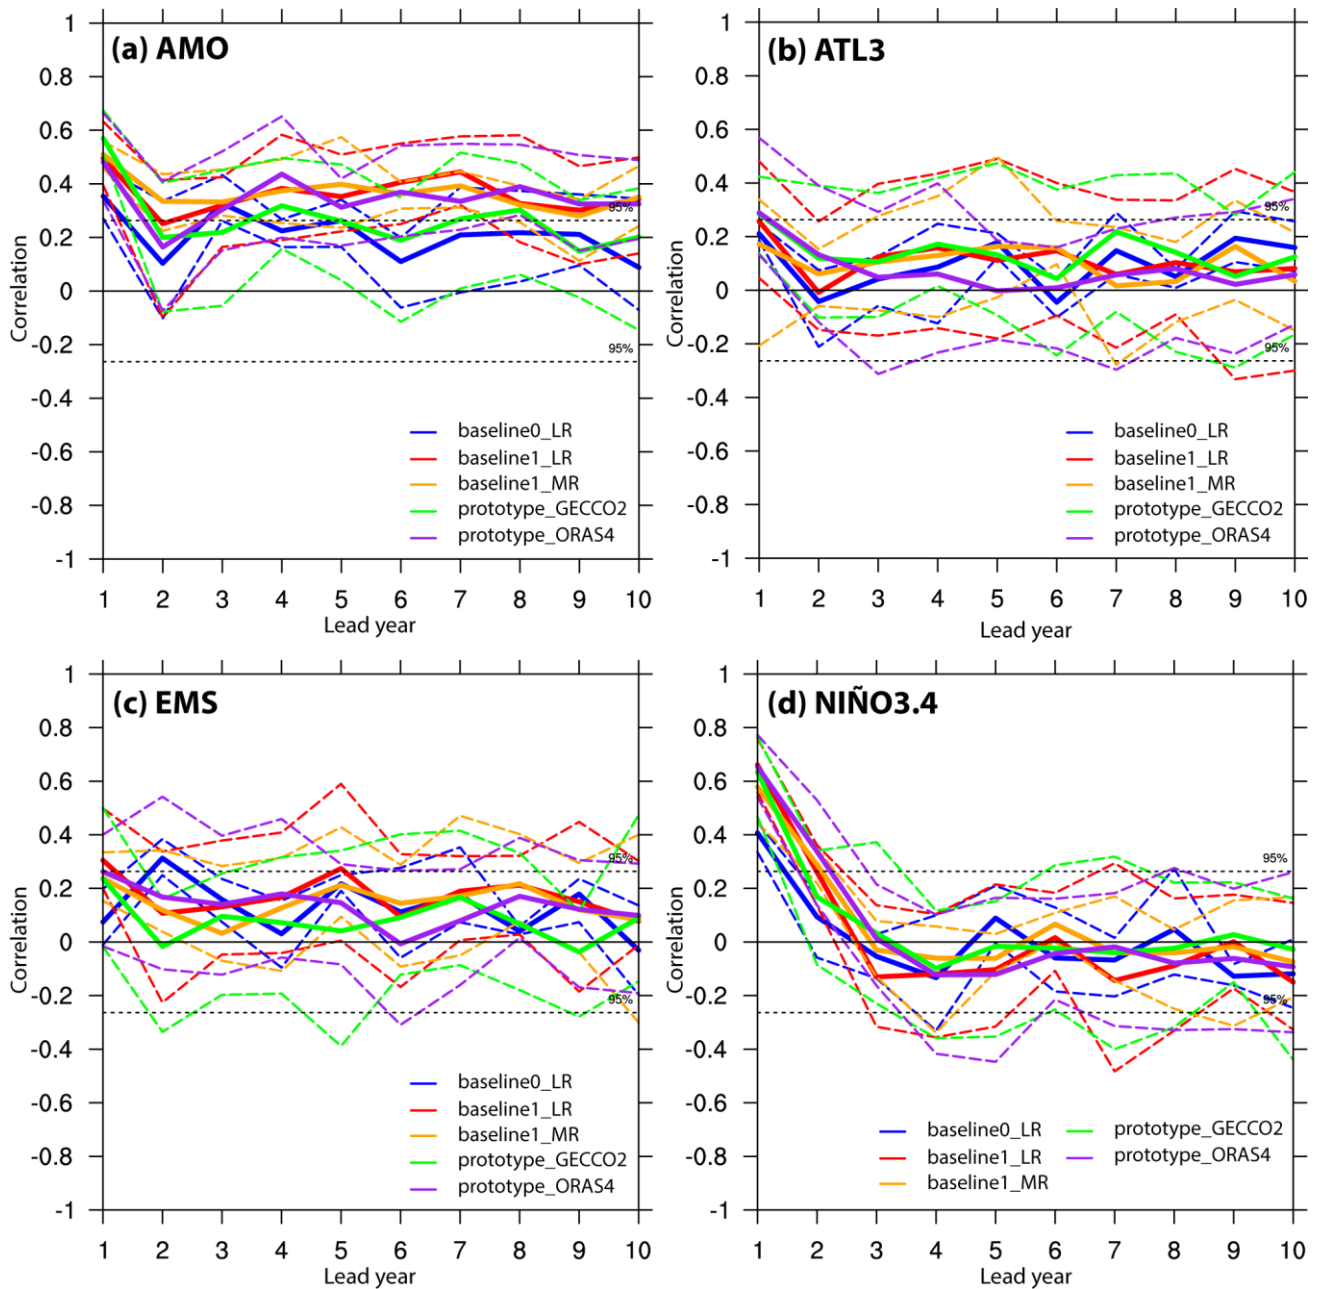 (a) AMO
1
0.8
0.6
0.4
0.2
0
-0.2
-0.4
-0.6
-0.8
-1
Correlation
95%
95%
baseline0_LR
baseline1_LR
baseline1_MR
prototype_GECCO2
prototype_ORAS4
1 2 3 4 5 6 7 8 9 10
Lead year
(b) ATL3
1
0.8
0.6
0.4
0.2
0
-0.2
-0.4
-0.6
-0.8
-1
Correlation
95%
95%
baseline0_LR
baseline1_LR
baseline1_MR
prototype_GECCO2
prototype_ORAS4
1 2 3 4 5 6 7 8 9 10
Lead year
(c) EMS
1
0.8
0.6
0.4
0.2
0
-0.2
-0.4
-0.6
-0.8
-1
Correlation
95%
95%
baseline0_LR
baseline1_LR
baseline1_MR
prototype_GECCO2
prototype_ORAS4
1 2 3 4 5 6 7 8 9 10
Lead year
(d) NIÑO3.4
1
0.8
0.6
0.4
0.2
0
-0.2
-0.4
-0.6
-0.8
-1
Correlation
95%
95%
baseline0_LR prototype_GECCO2
baseline1_LR prototype_ORAS4
baseline1_MR
1 2 3 4 5 6 7 8 9 10
Lead year